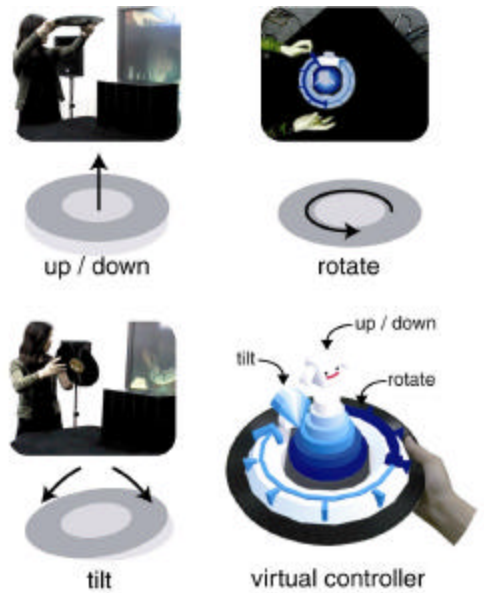 up / down
rotate
up / down
tilt
rotate
tilt
virtual controller